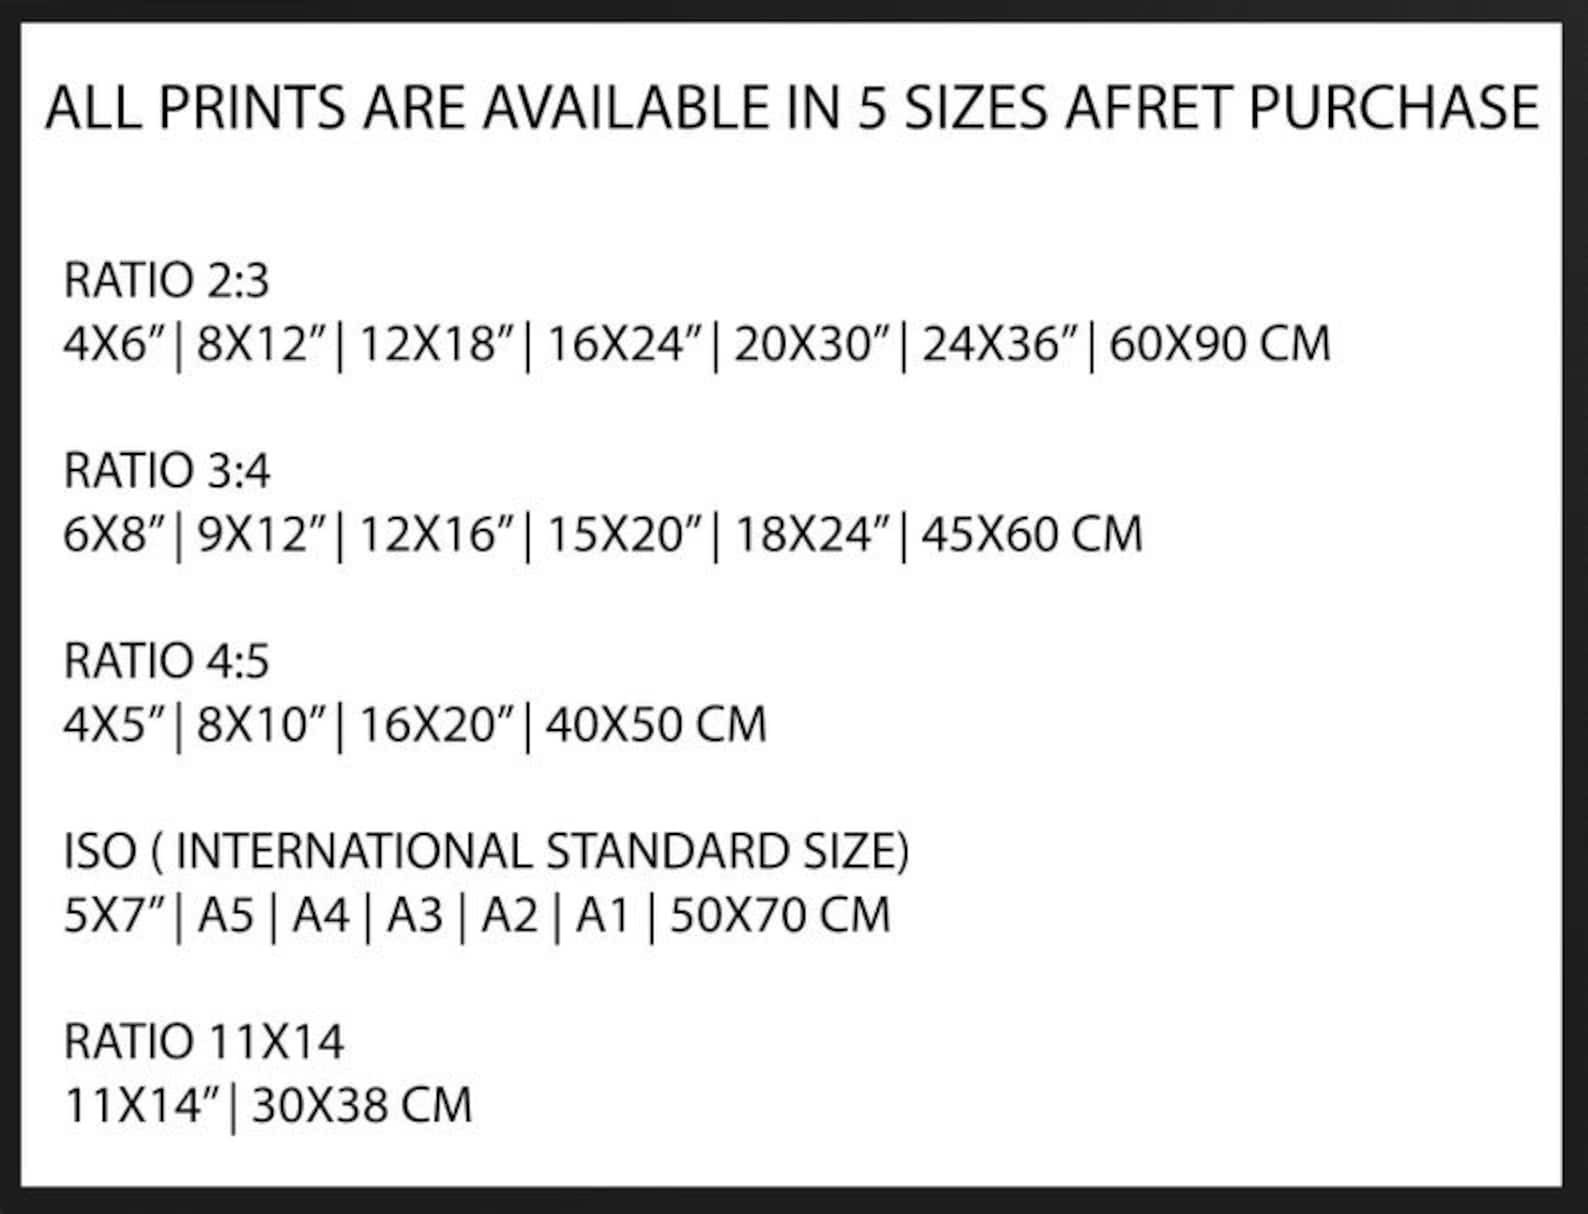 ALL PRINTS ARE AVAILABLE IN 5 SIZES AFRET PURCHASE
RATIO 2:3
4X6”| 8X12”| 12X18”| 16X24”| 20X30”| 24X36”| 60X90 CM
RATIO 3:4
6X8”| 9X12”| 12X16”| 15X20”| 18X24”| 45X60 CM
RATIO 4:5
4X5”| 8X10”| 16X20”| 40X50 CM
ISO ( INTERNATIONAL STANDARD SIZE)
5X7”| A5 | A4 | A3 | A2 | A1 | 50X70 CM
RATIO 11X14
11X14”| 30X38 CM